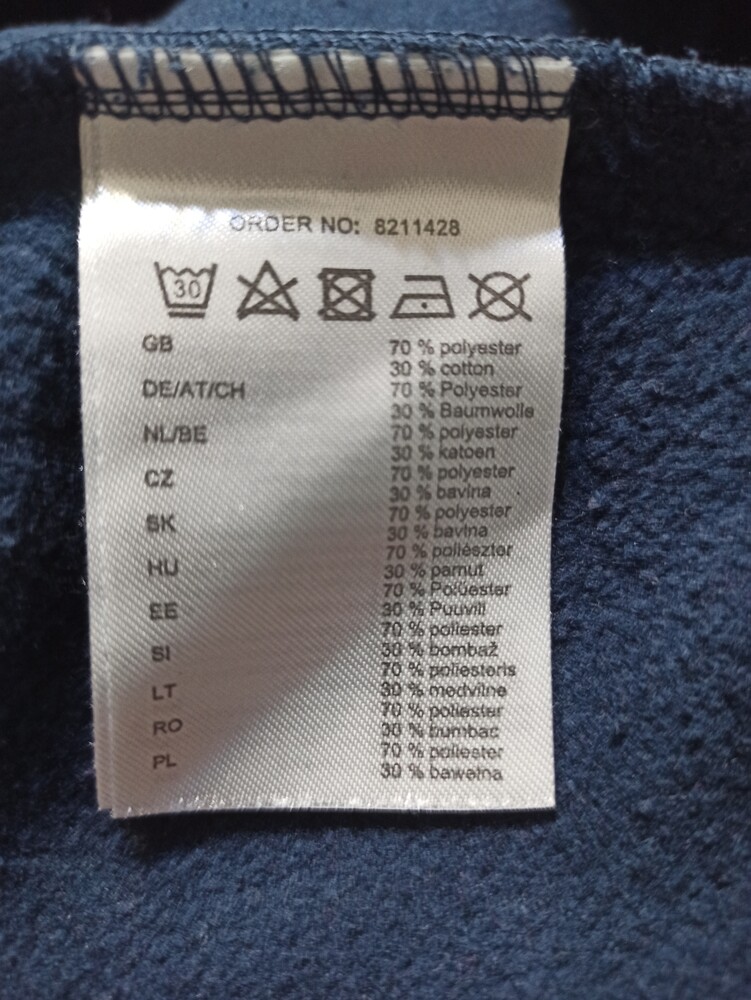 ORDER NO: 8211428
30
GB 70 % polyester
30 % cotton
DE/AT/CH 70 % Polyester
30 % Baumwolle
NL/BE 70 % polyester
30 % katoen
CZ 70 % polyester
30 % bavlna
SK 70 % polyester
30 % bavlna
HU 70 % poliészter
30 % pamut
EE 70 % Polüester
30 % Puuvill
SI 70 % poliester
30 % bombaž
LT 70 % poliesteris
30 % medvilnė
RO 70 % poliester
30 % bumbac
PL 70 % poliester
30 % bawełna